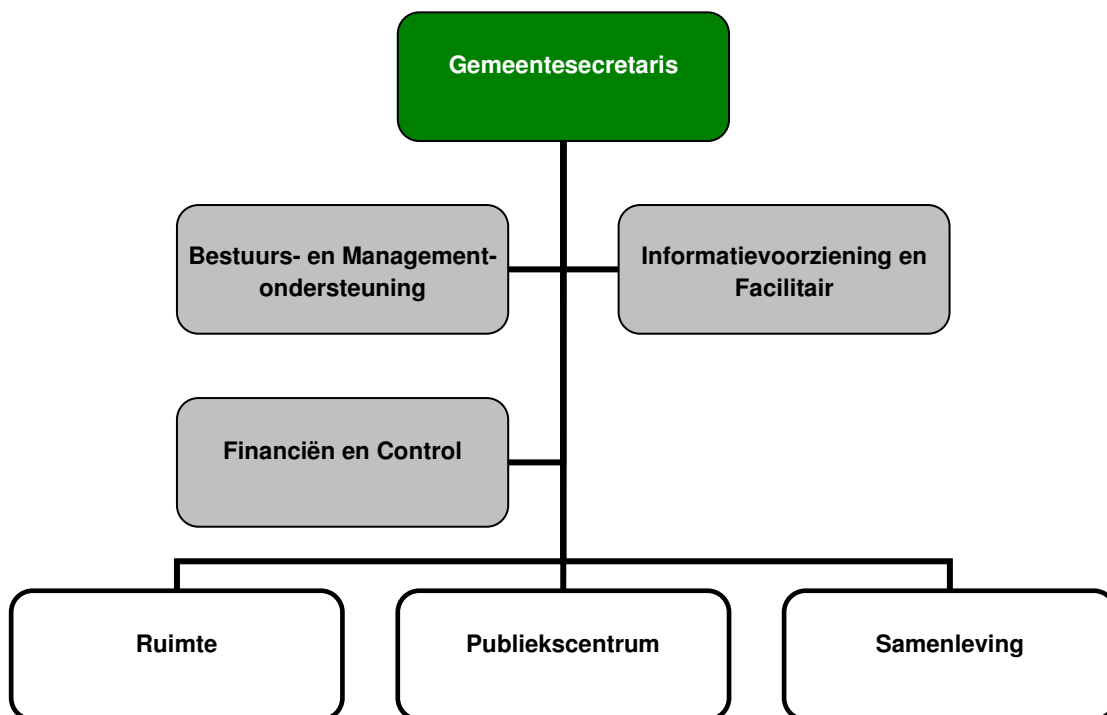 Gemeentesecretaris
Bestuurs- en Management-
ondersteuning
Informatievoorziening en
Facilitair
Financiën en Control
Ruimte
Publiekscentrum
Samenleving